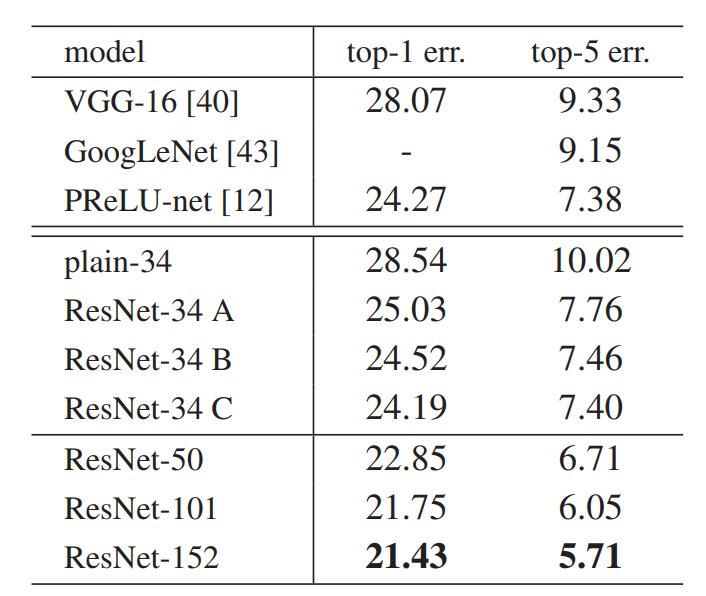 model top-1 err. top-5 err.
VGG-16 [40] 28.07 9.33
GoogLeNet [43] - 9.15
PReLU-net [12] 24.27 7.38
plain-34 28.54 10.02
ResNet-34 A 25.03 7.76
ResNet-34 B 24.52 7.46
ResNet-34 C 24.19 7.40
ResNet-50 22.85 6.71
ResNet-101 21.75 6.05
ResNet-152 21.43 5.71